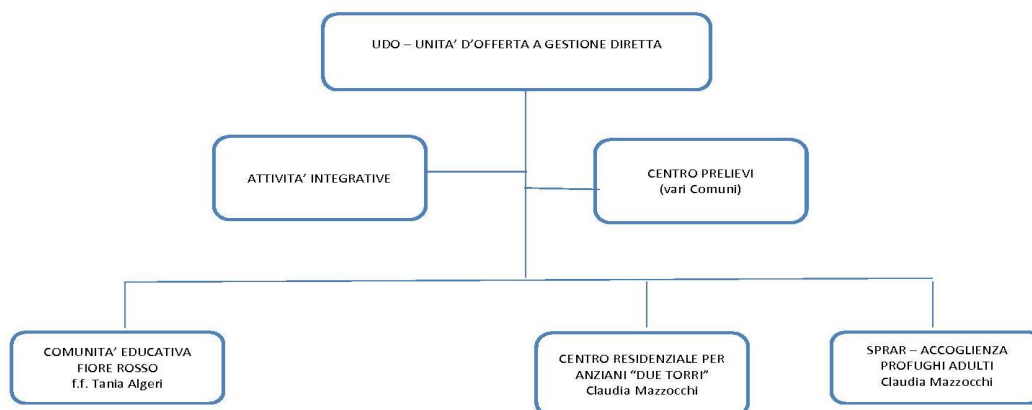 UDO – UNITA' D'OFFERTA A GESTIONE DIRETTA
ATTIVITA' INTEGRATIVE
CENTRO PRELIEVI
(vari Comuni)
COMUNITA' EDUCATIVA
FIORE ROSSO
f.f. Tania Algeri
CENTRO RESIDENZIALE PER
ANZIANI "DUE TORRI"
Claudia Mazzocchi
SPRAR – ACCOGLIENZA
PROFUGHI ADULTI
Claudia Mazzocchi